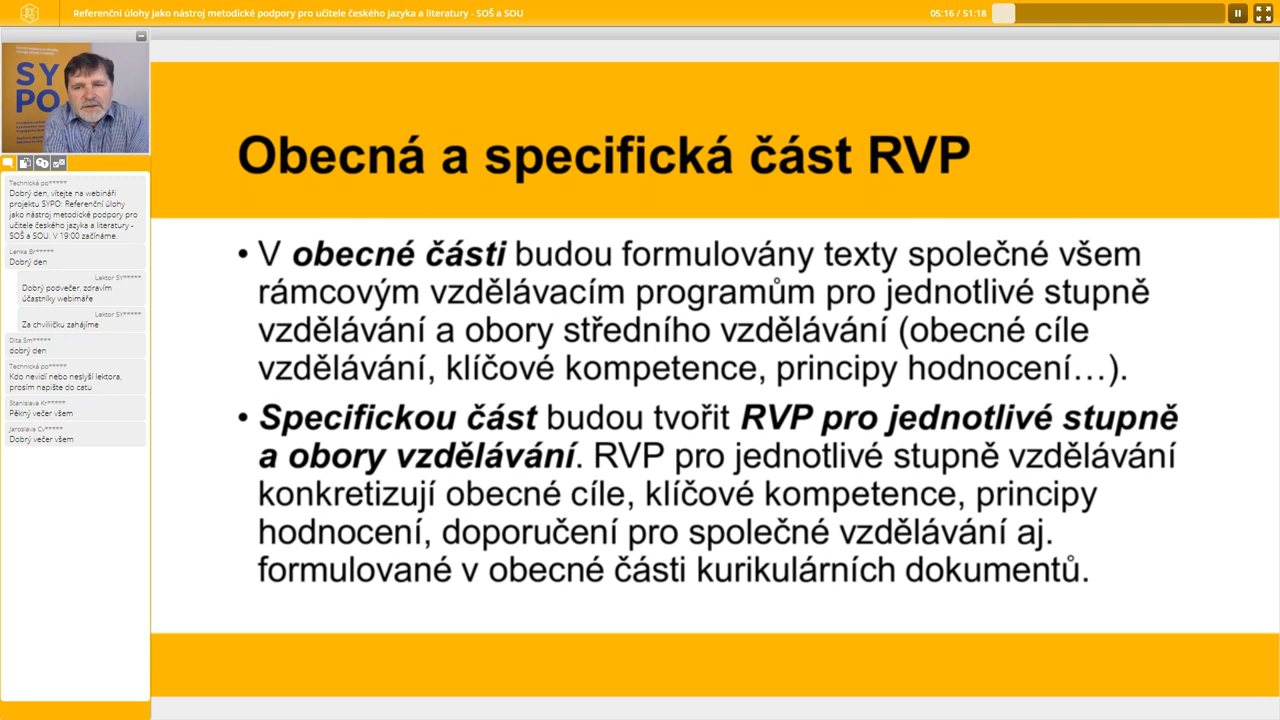 Referenční úlohy jako nástroj metodické podpory pro učitele českého jazyka a literatury - SOŠ a SOU
05:16 / 51:18
SY
PO
Technická po*****
Dobrý den, vítejte na webináři
projektu SYPO: Referenční úlohy
jako nástroj metodické podpory pro
učitele českého jazyka a literatury -
SOŠ a SOU. V 19:00 začínáme.
Lenka Br*****
Dobrý den
Lektor SY*****
Dobrý podvečer, zdravím
účastníky webimáře
Lektor SY*****
Za chviliičku zahájíme
Dita Sm*****
dobrý den
Technická po*****
Kdo nevidí nebo neslyší lektora,
prosím napište do catu
Stanislava Kr*****
Pěkný večer všem
Jaroslava Cv*****
Dobrý večer všem
Obecná a specifická část RVP
• V obecné části budou formulovány texty společné všem
rámcovým vzdělávacím programům pro jednotlivé stupně
vzdělávání a obory středního vzdělávání (obecné cíle
vzdělávání, klíčové kompetence, principy hodnocení…).
• Specifickou část budou tvořit RVP pro jednotlivé stupně
a obory vzdělávání. RVP pro jednotlivé stupně vzdělávání
konkretizují obecné cíle, klíčové kompetence, principy
hodnocení, doporučení pro společné vzdělávání aj.
formulované v obecné části kurikulárních dokumentů.